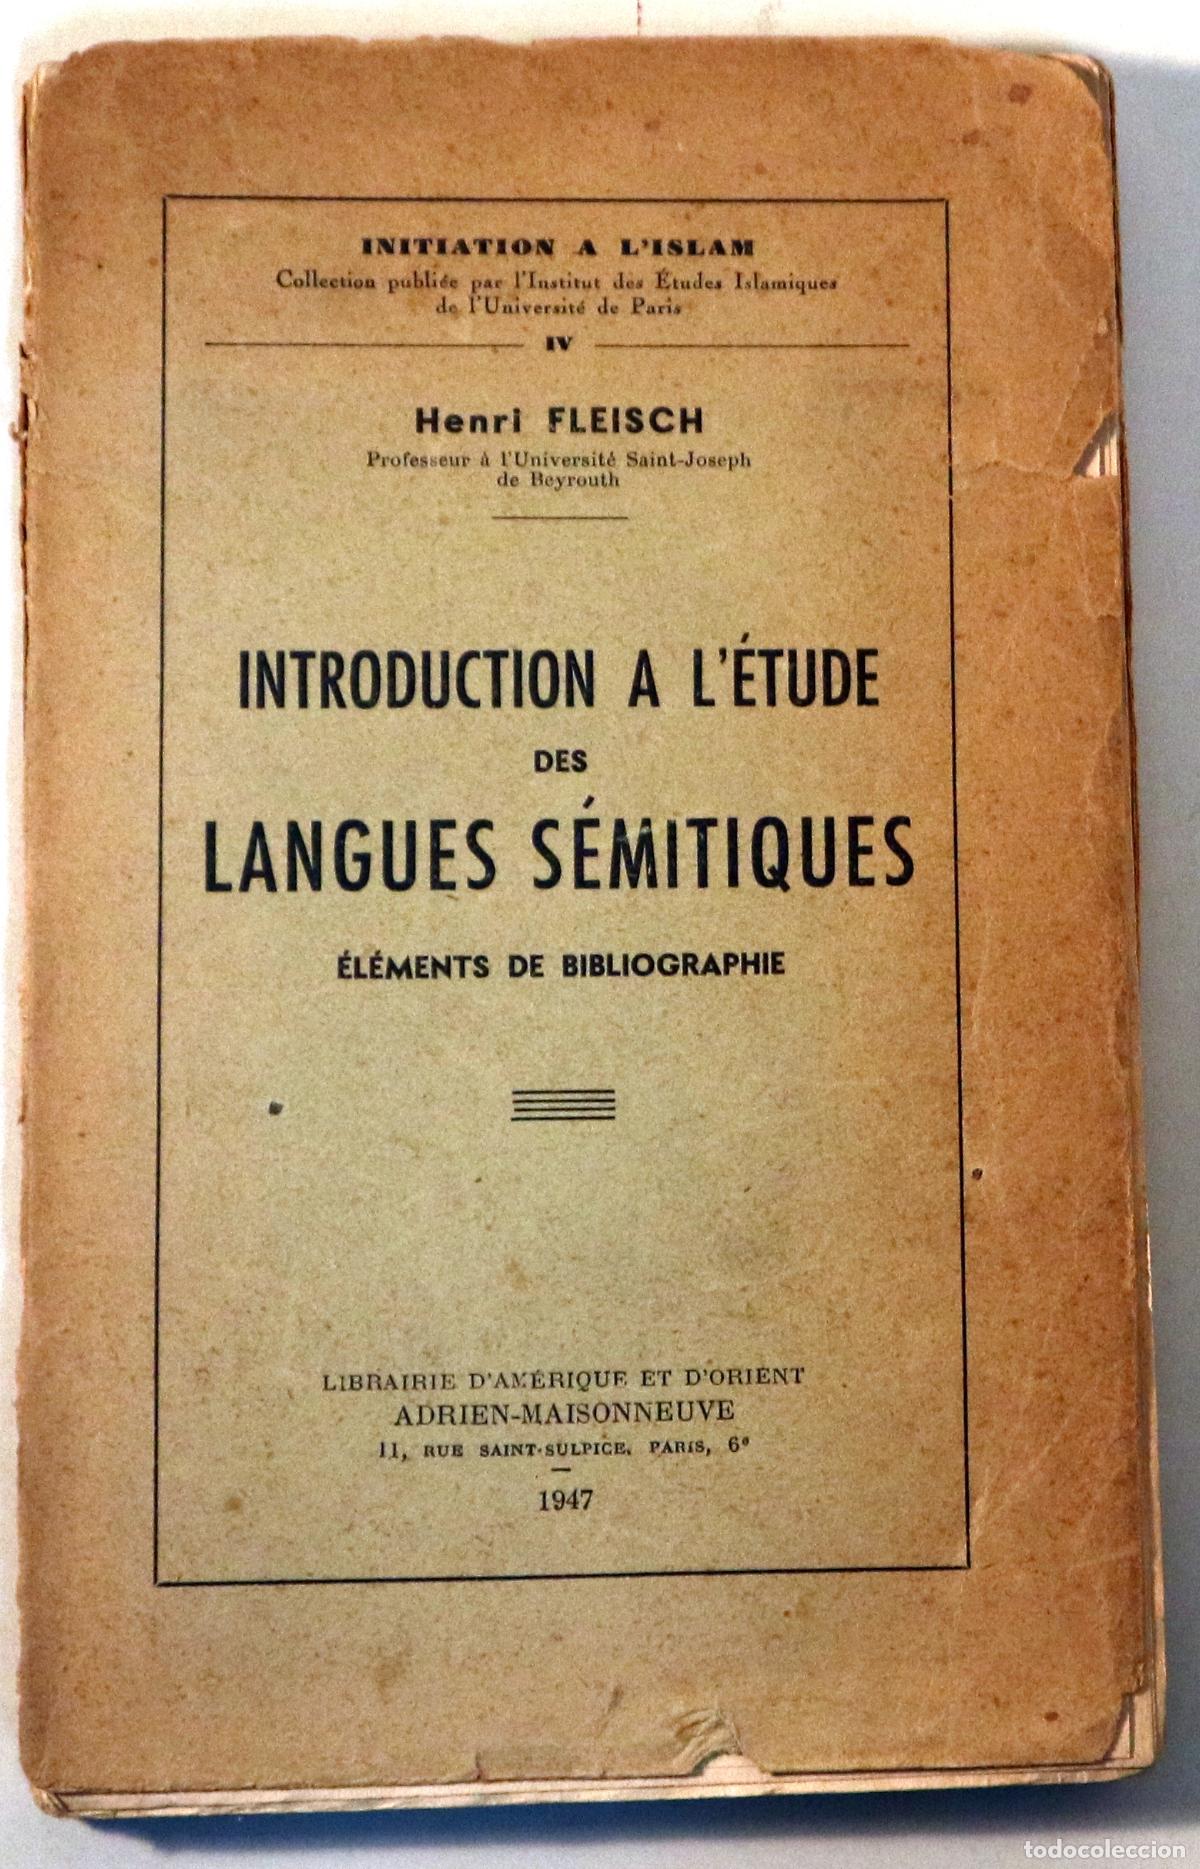 INITIATION A L'ISLAM
Collection publiée par l'Institut des Études Islamiques
de l'Université de Paris
IV
Henri FLEISCH
Professeur à l'Université Saint-Joseph
de Beyrouth
INTRODUCTION A L'ÉTUDE
DES
LANGUES SÉMITIQUES
ÉLÉMENTS DE BIBLIOGRAPHIE
LIBRAIRIE D'AMÉRIQUE ET D'ORIENT
ADRIEN-MAISONNEUVE
11, RUE SAINT-SULPICE, PARIS, 6e
1947
todocoleccion